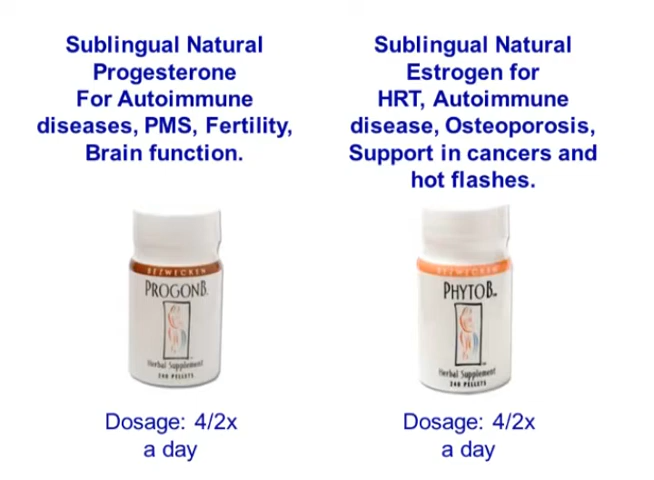 Sublingual Natural
Progesterone
For Autoimmune
diseases, PMS, Fertility,
Brain function.
BEZWECKEN
PROGONB
Herbal Supplement
240 PELLETS
Dosage: 4/2x
a day
Sublingual Natural
Estrogen for
HRT, Autoimmune
disease, Osteoporosis,
Support in cancers and
hot flashes.
BEZWECKEN
PHYTOB™
Herbal Supplement
240 PELLETS
Dosage: 4/2x
a day